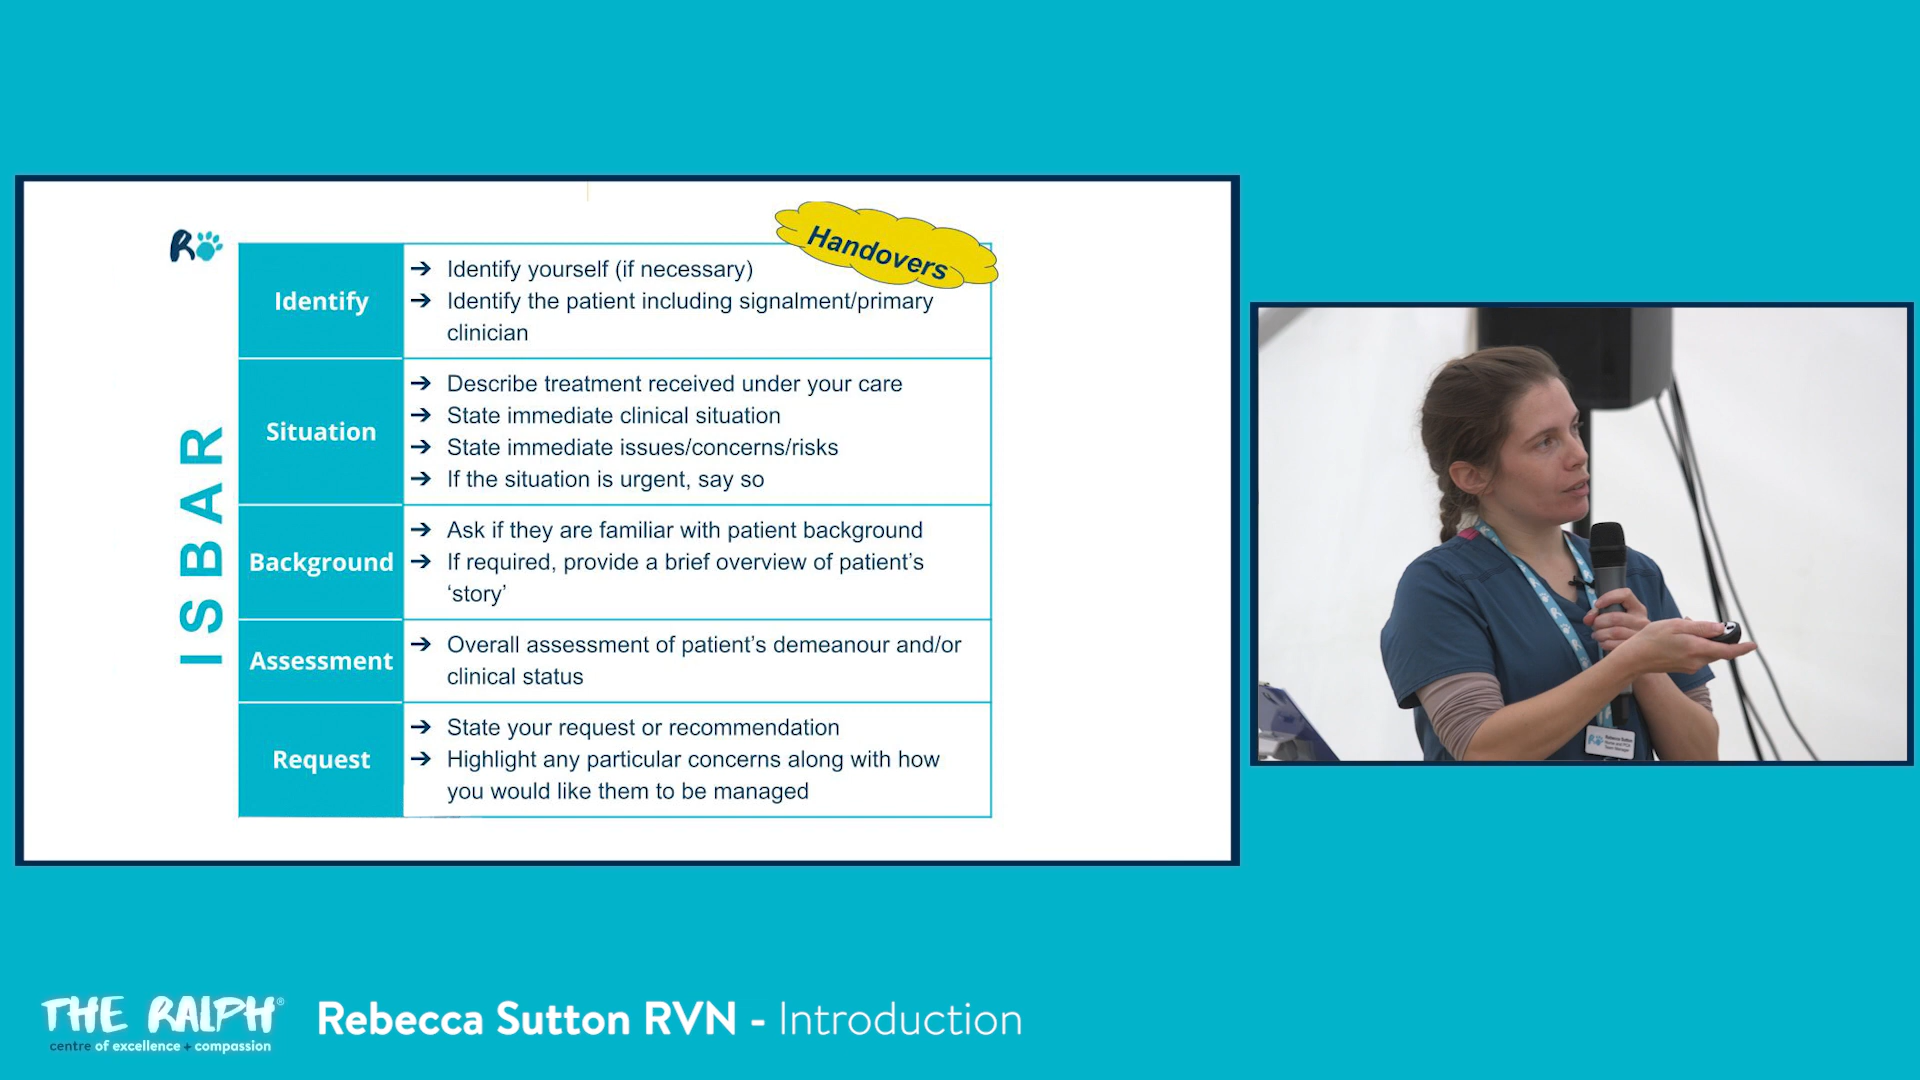 Handovers
R
ISBAR
Identify
➔ Identify yourself (if necessary)
➔ Identify the patient including signalment/primary
clinician
Situation
➔ Describe treatment received under your care
➔ State immediate clinical situation
➔ State immediate issues/concerns/risks
➔ If the situation is urgent, say so
Background
➔ Ask if they are familiar with patient background
➔ If required, provide a brief overview of patient’s
‘story’
Assessment
➔ Overall assessment of patient’s demeanour and/or
clinical status
Request
➔ State your request or recommendation
➔ Highlight any particular concerns along with how
you would like them to be managed
Rebecca Sutton
THE RALPH®
centre of excellence + compassion
Rebecca Sutton RVN - Introduction